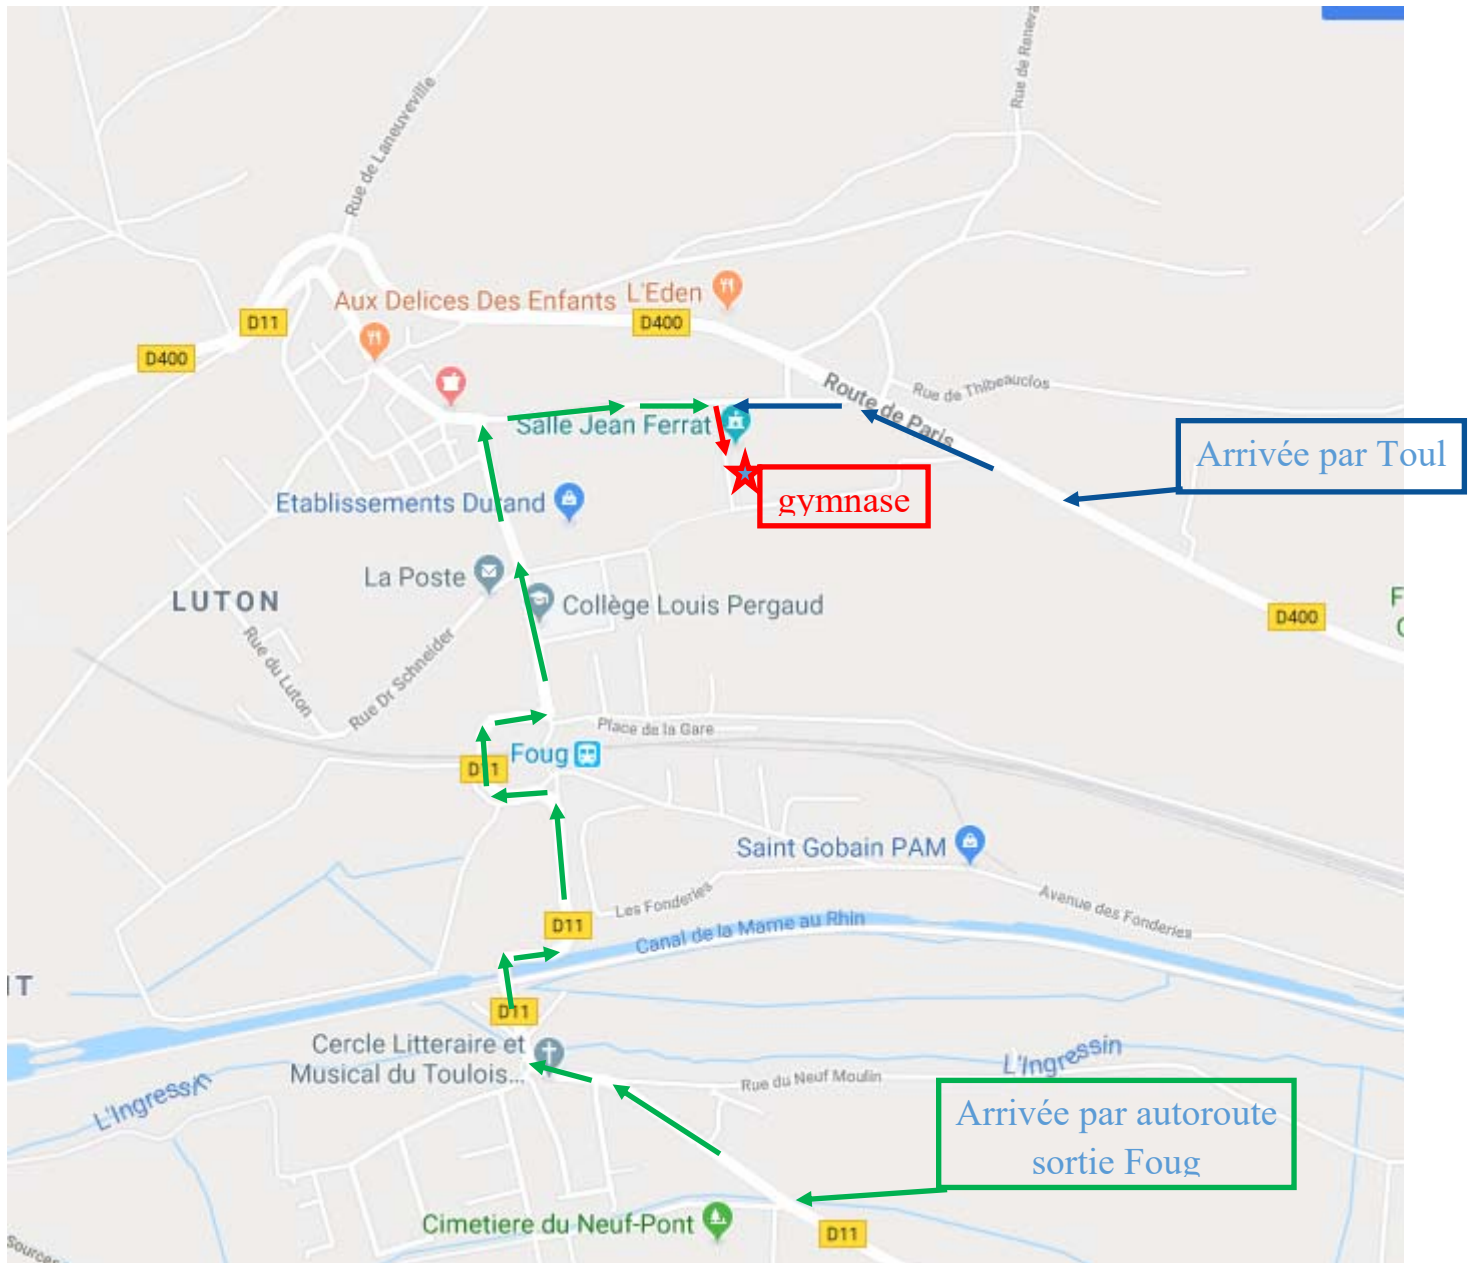 Rue de Laneuveville
Aux Delices Des Enfants
L'Eden
D11
D400
D400
Rue de Thibeauclos
Route de Paris
Salle Jean Ferrat
Arrivée par Toul
gymnase
Etablissements Durand
La Poste
Collège Louis Pergaud
LUTON
D400
Rue du Luton
Rue Dr Schneider
Place de la Gare
Foug
D11
Saint Gobain PAM
Les Fonderies
Avenue des Fonderies
D11
Canal de la Marne au Rhin
D11
Cercle Litteraire et
Musical du Toulois...
L'Ingressin
L'Ingressin
Rue du Neuf Moulin
Arrivée par autoroute
sortie Foug
Cimetiere du Neuf-Pont
D11